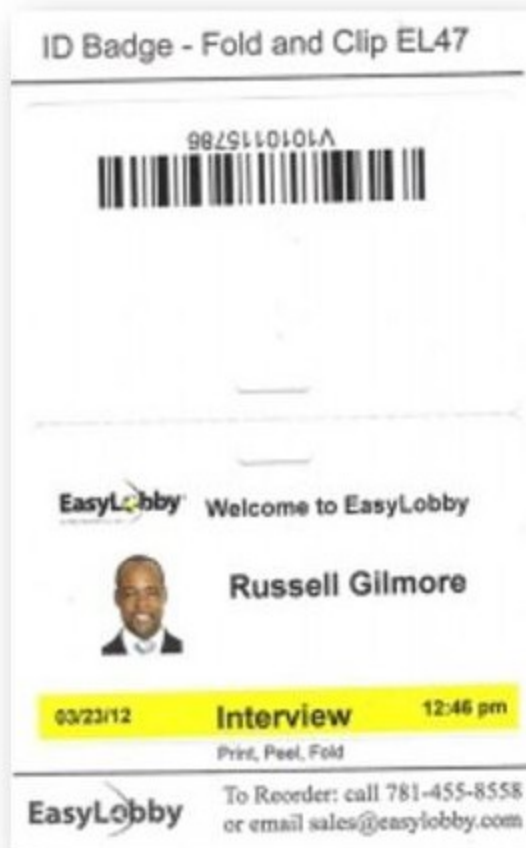 ID Badge - Fold and Clip EL47
V1010115786
EasyLobby Welcome to EasyLobby
Russell Gilmore
03/23/12 Interview 12:46 pm
Print, Peel, Fold
EasyLobby To Reorder: call 781-455-8558
or email sales@easylobby.com